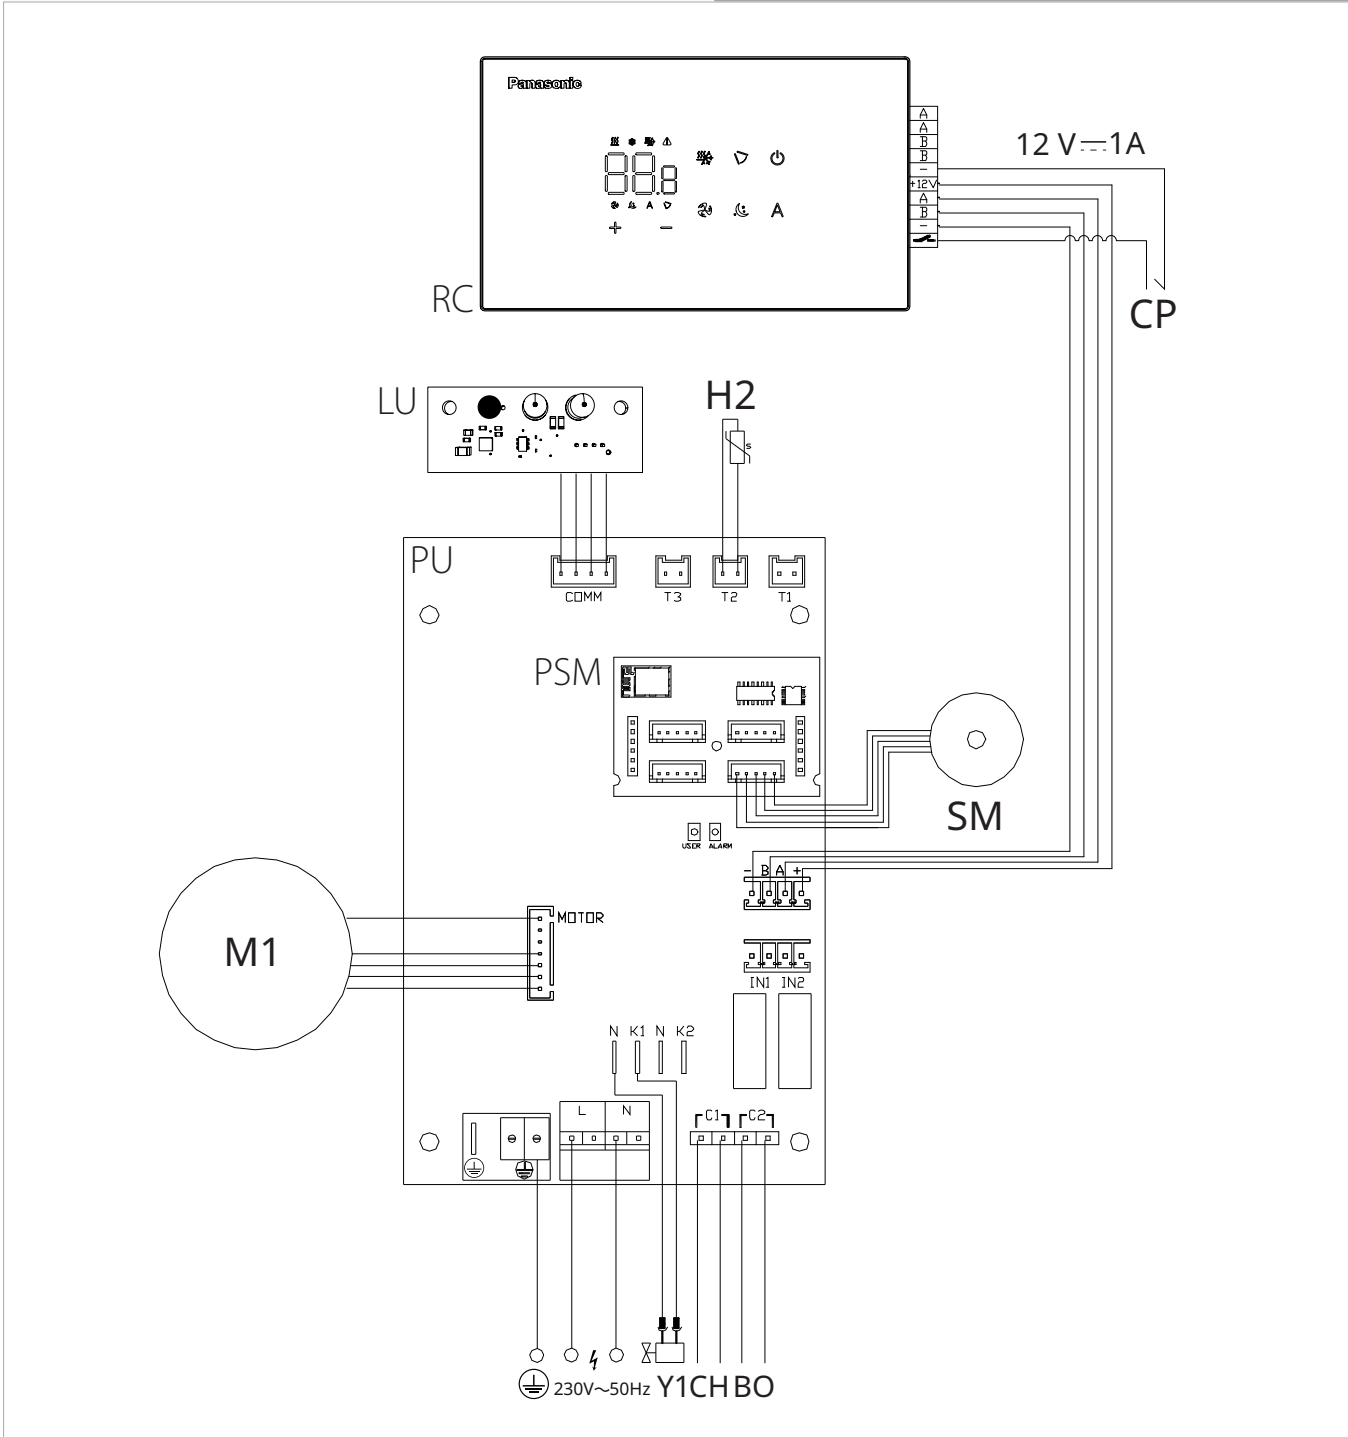 Panasonic
A
A
B
B
-
+12V
A
B
-
12 V 1A
88.8
A
A
+ -
RC
CP
LU
H2
S
PU
COMM
T3
T2
T1
PSM
SM
USER
ALARM
- B A +
M1
MOTOR
IN1 IN2
N K1 N K2
L N
C1 C2
230V~50Hz
Y1
CH
BO